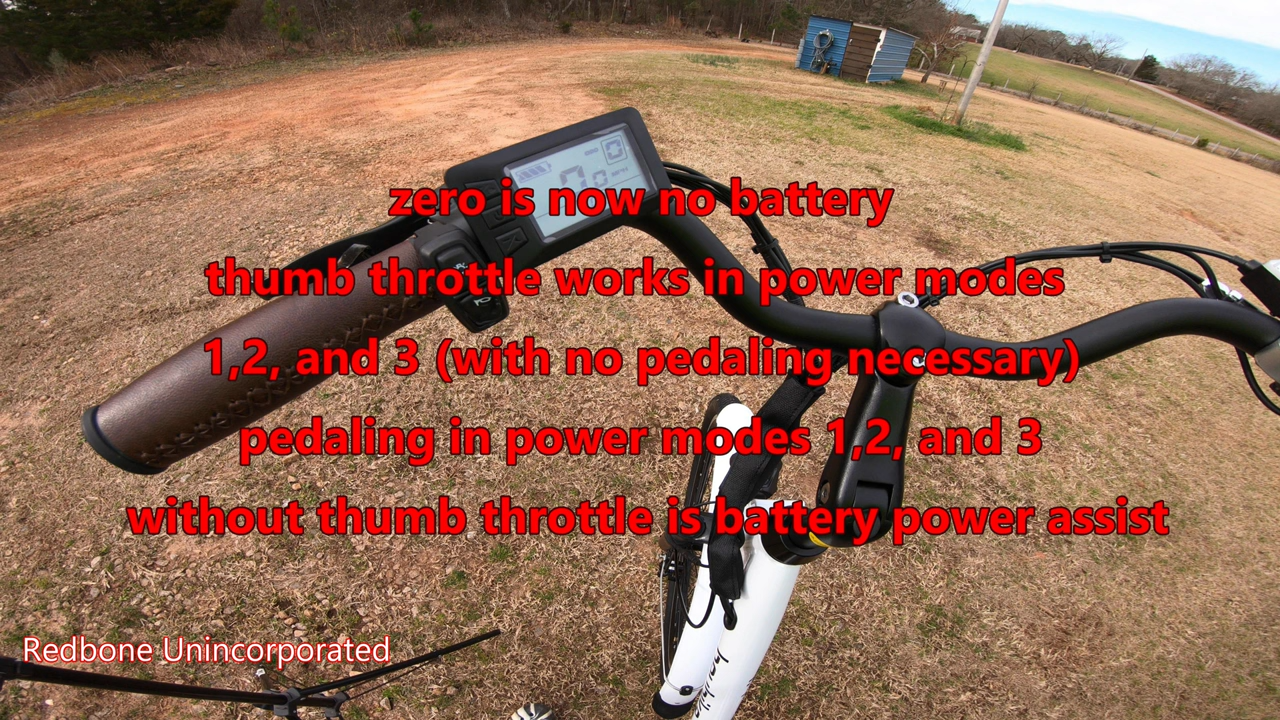 zero is now no battery
thumb throttle works in power modes
1,2, and 3 (with no pedaling necessary)
pedaling in power modes 1,2, and 3
without thumb throttle is battery power assist
Redbone Unincorporated